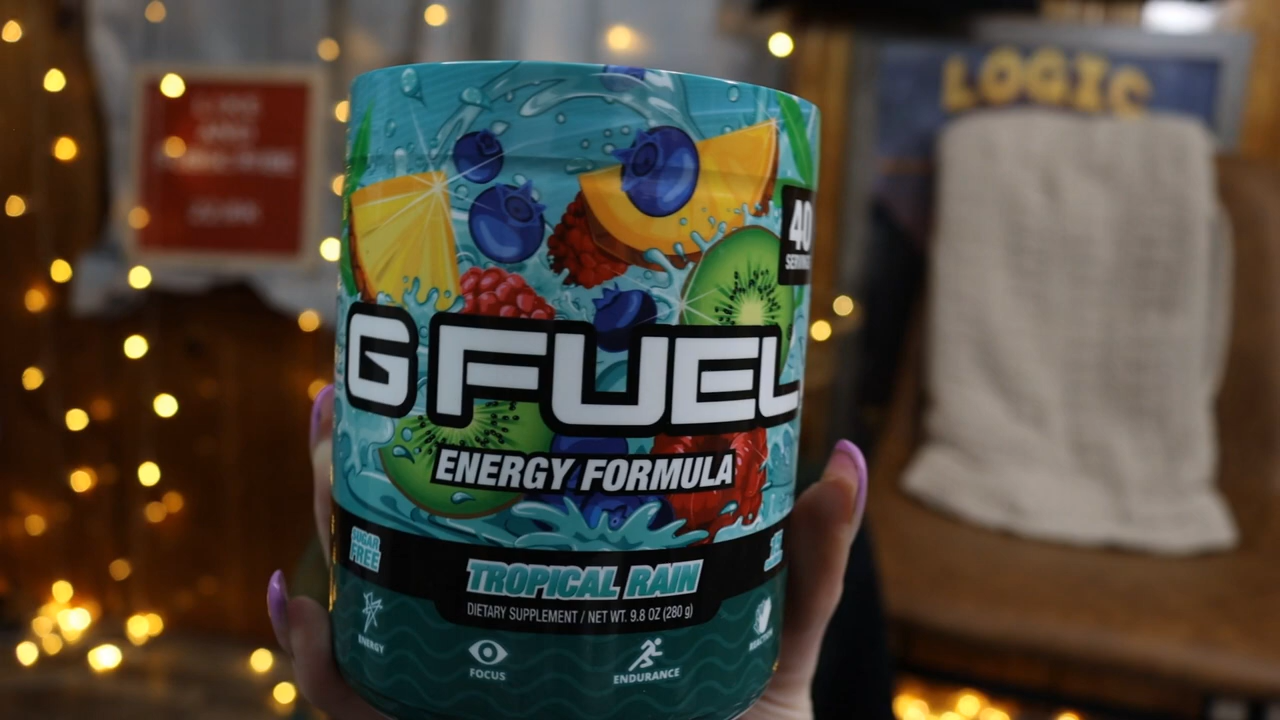 LOGIC
40
G FUEL
ENERGY FORMULA
SUGAR
FREE
TROPICAL RAIN
DIETARY SUPPLEMENT / NET WT. 9.8 OZ (280 g)
ENERGY
FOCUS
ENDURANCE